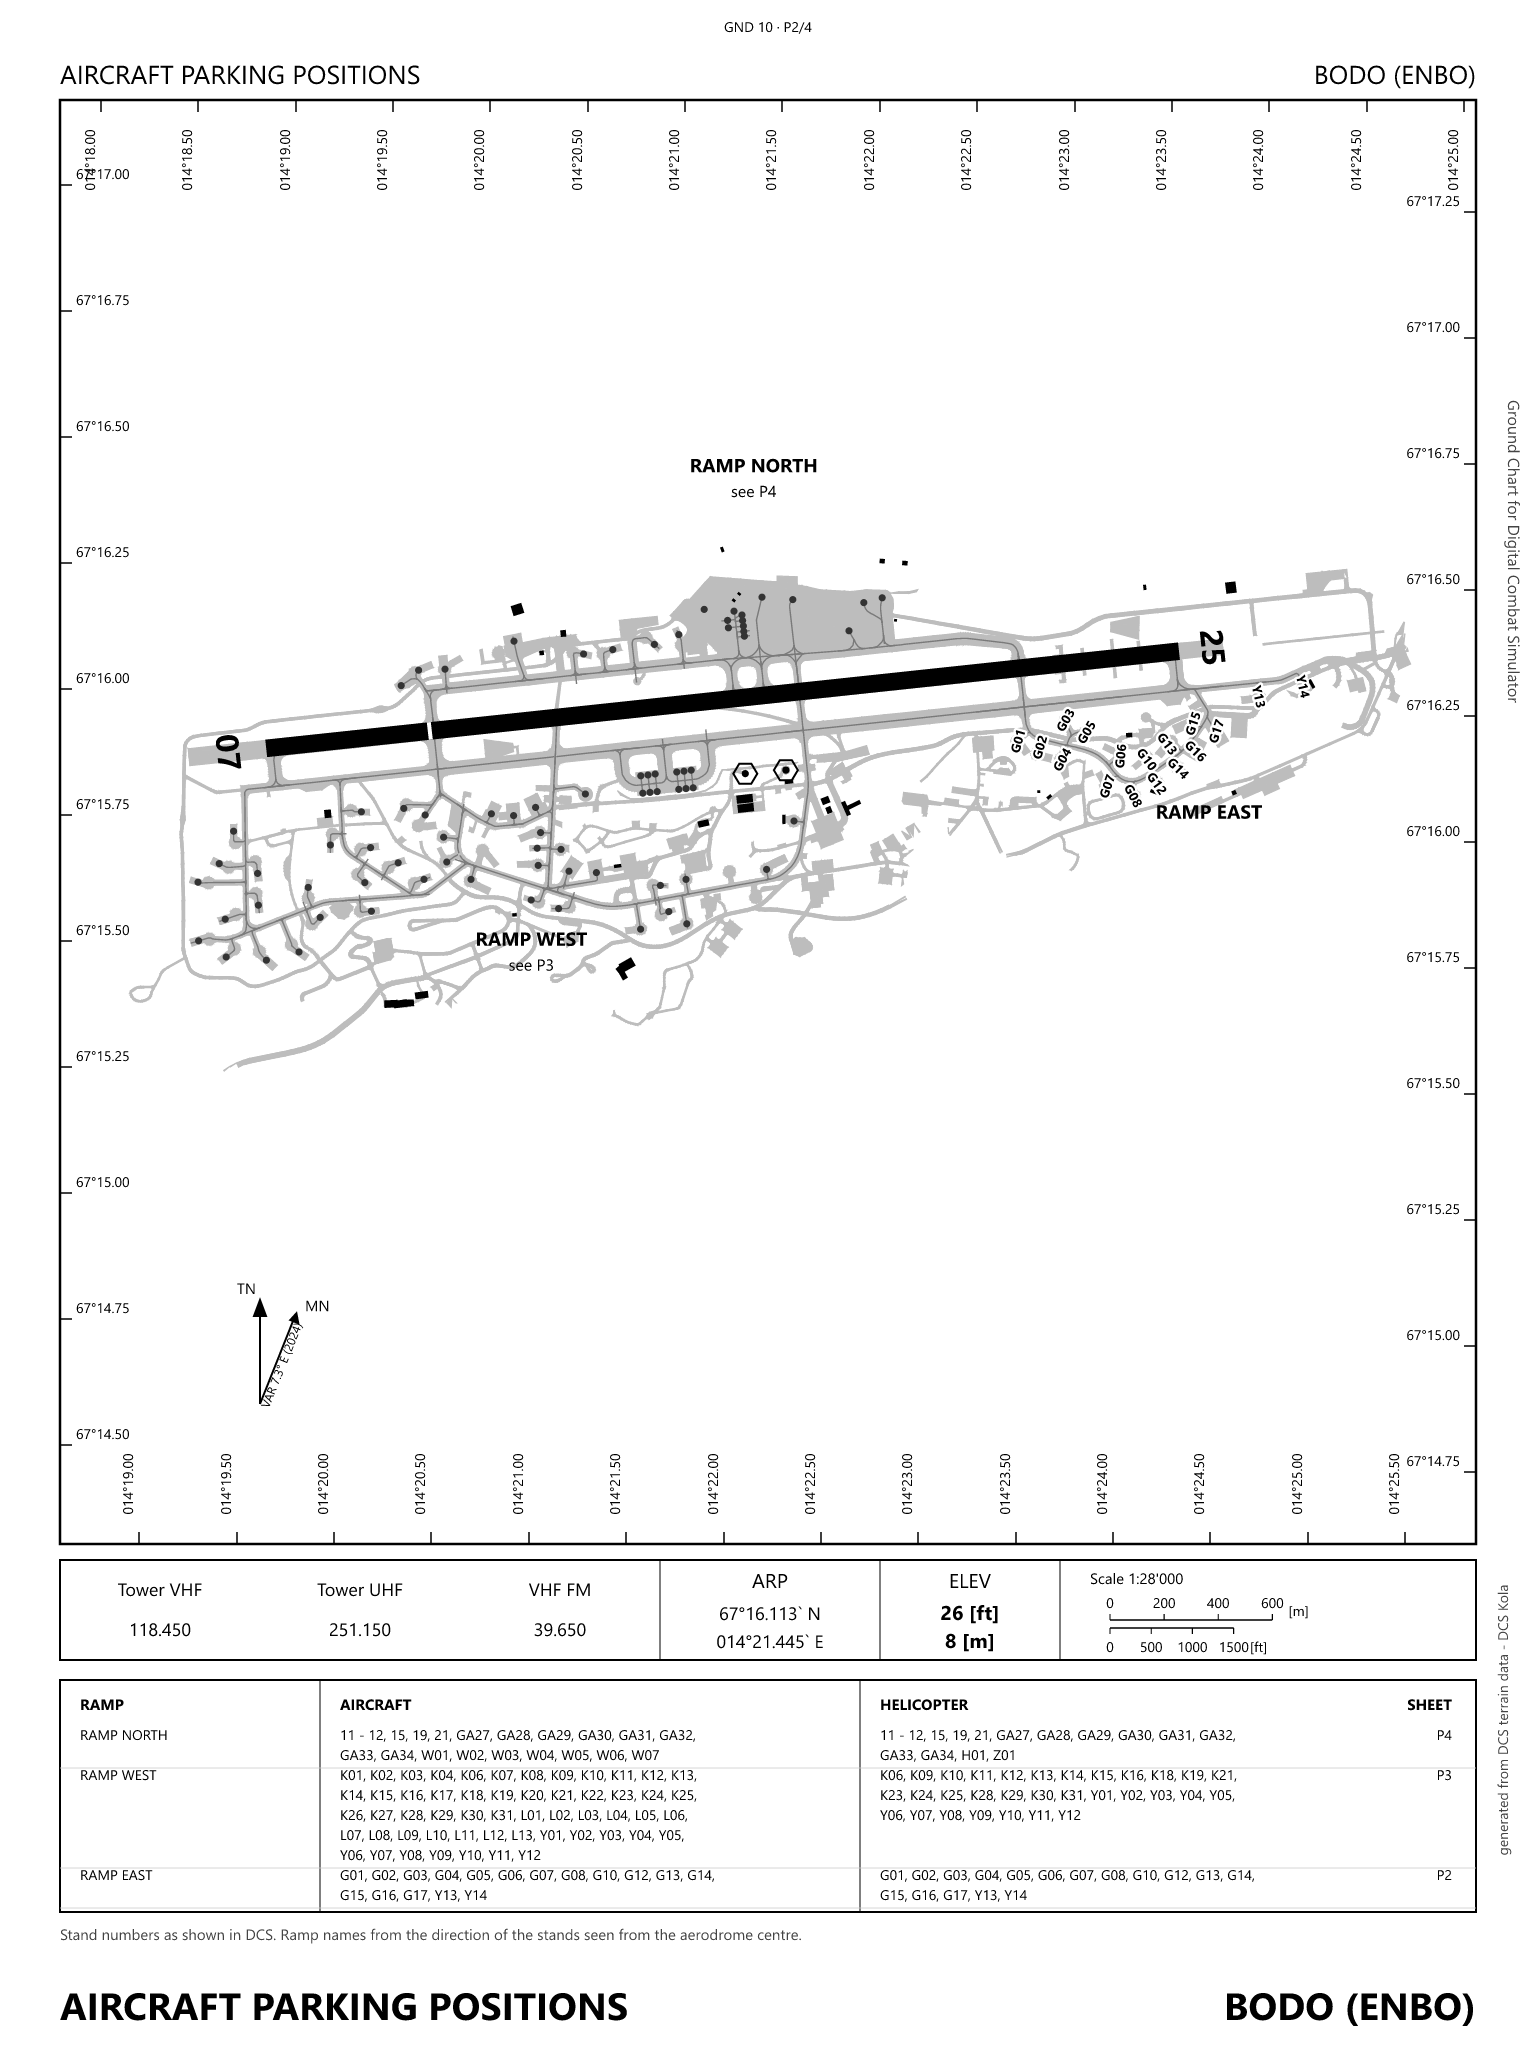 GND 10 · P2/4
AIRCRAFT PARKING POSITIONS
BODO (ENBO)
014°18.00
014°18.50
014°19.00
014°19.50
014°20.00
014°20.50
014°21.00
014°21.50
014°22.00
014°22.50
014°23.00
014°23.50
014°24.00
014°24.50
014°25.00
67°17.00
67°17.25
67°16.75
67°17.00
67°16.50
67°16.75
RAMP NORTH
see P4
67°16.25
67°16.50
67°16.00
67°16.25
25
07
Y13
Y14
G01
G02
G03
G04
G05
G06
G07
G08
G10
G12
G13
G14
G15
G16
G17
RAMP EAST
67°15.75
67°16.00
67°15.50
RAMP WEST
see P3
67°15.75
67°15.25
67°15.50
67°15.00
67°15.25
67°14.75
67°15.00
TN
MN
VAR 7.3° E (2024)
67°14.50
67°14.75
014°19.00
014°19.50
014°20.00
014°20.50
014°21.00
014°21.50
014°22.00
014°22.50
014°23.00
014°23.50
014°24.00
014°24.50
014°25.00
014°25.50
Ground Chart for Digital Combat Simulator
Tower VHF
118.450
Tower UHF
251.150
VHF FM
39.650
ARP
67°16.113` N
014°21.445` E
ELEV
26 [ft]
8 [m]
Scale 1:28'000
0 200 400 600 [m]
0 500 1000 1500 [ft]
generated from DCS terrain data - DCS Kola
RAMP AIRCRAFT HELICOPTER SHEET
RAMP NORTH
11 - 12, 15, 19, 21, GA27, GA28, GA29, GA30, GA31, GA32,
GA33, GA34, W01, W02, W03, W04, W05, W06, W07
11 - 12, 15, 19, 21, GA27, GA28, GA29, GA30, GA31, GA32,
GA33, GA34, H01, Z01
P4
RAMP WEST
K01, K02, K03, K04, K06, K07, K08, K09, K10, K11, K12, K13,
K14, K15, K16, K17, K18, K19, K20, K21, K22, K23, K24, K25,
K26, K27, K28, K29, K30, K31, L01, L02, L03, L04, L05, L06,
L07, L08, L09, L10, L11, L12, L13, Y01, Y02, Y03, Y04, Y05,
Y06, Y07, Y08, Y09, Y10, Y11, Y12
K06, K09, K10, K11, K12, K13, K14, K15, K16, K18, K19, K21,
K23, K24, K25, K28, K29, K30, K31, Y01, Y02, Y03, Y04, Y05,
Y06, Y07, Y08, Y09, Y10, Y11, Y12
P3
RAMP EAST
G01, G02, G03, G04, G05, G06, G07, G08, G10, G12, G13, G14,
G15, G16, G17, Y13, Y14
G01, G02, G03, G04, G05, G06, G07, G08, G10, G12, G13, G14,
G15, G16, G17, Y13, Y14
P2
Stand numbers as shown in DCS. Ramp names from the direction of the stands seen from the aerodrome centre.
AIRCRAFT PARKING POSITIONS
BODO (ENBO)